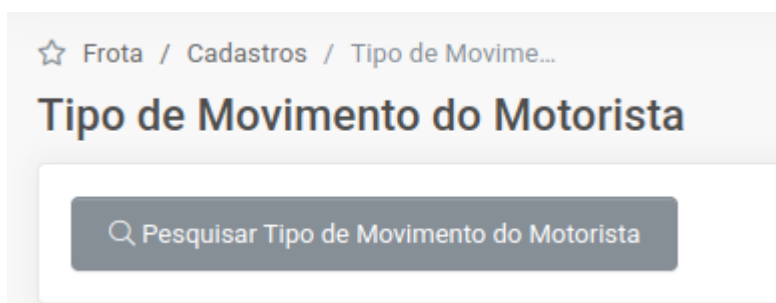 Frota / Cadastros / Tipo de Movime...
Tipo de Movimento do Motorista
Pesquisar Tipo de Movimento do Motorista